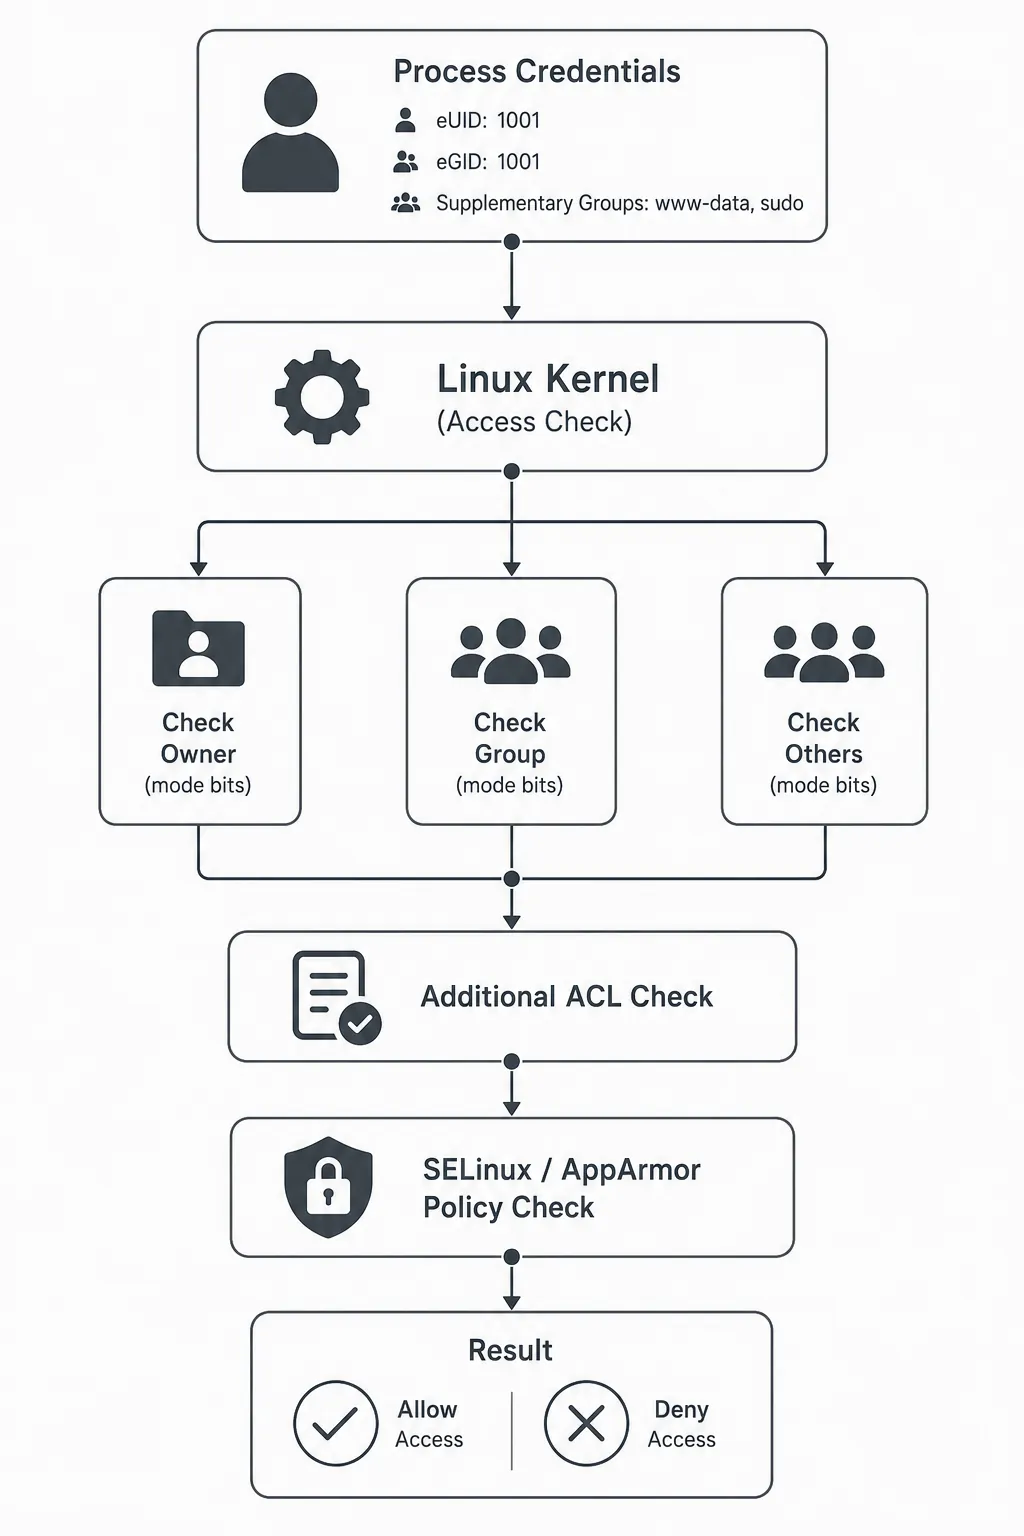 Process Credentials
eUID: 1001
eGID: 1001
Supplementary Groups: www-data, sudo
Linux Kernel
(Access Check)
Check
Owner
(mode bits)
Check
Group
(mode bits)
Check
Others
(mode bits)
Additional ACL Check
SELinux / AppArmor
Policy Check
Result
Allow
Access
Deny
Access